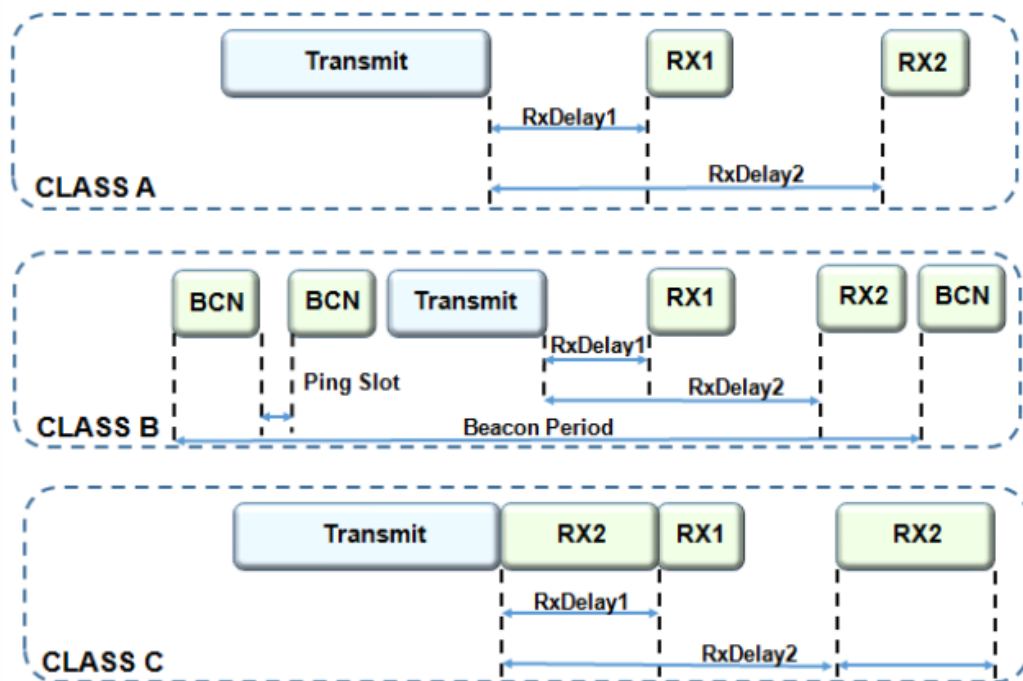 Transmit
RX1
RX2
RxDelay1
RxDelay2
CLASS A
BCN
BCN
Transmit
RX1
RX2
BCN
RxDelay1
Ping Slot
RxDelay2
CLASS B
Beacon Period
Transmit
RX2
RX1
RX2
RxDelay1
RxDelay2
CLASS C